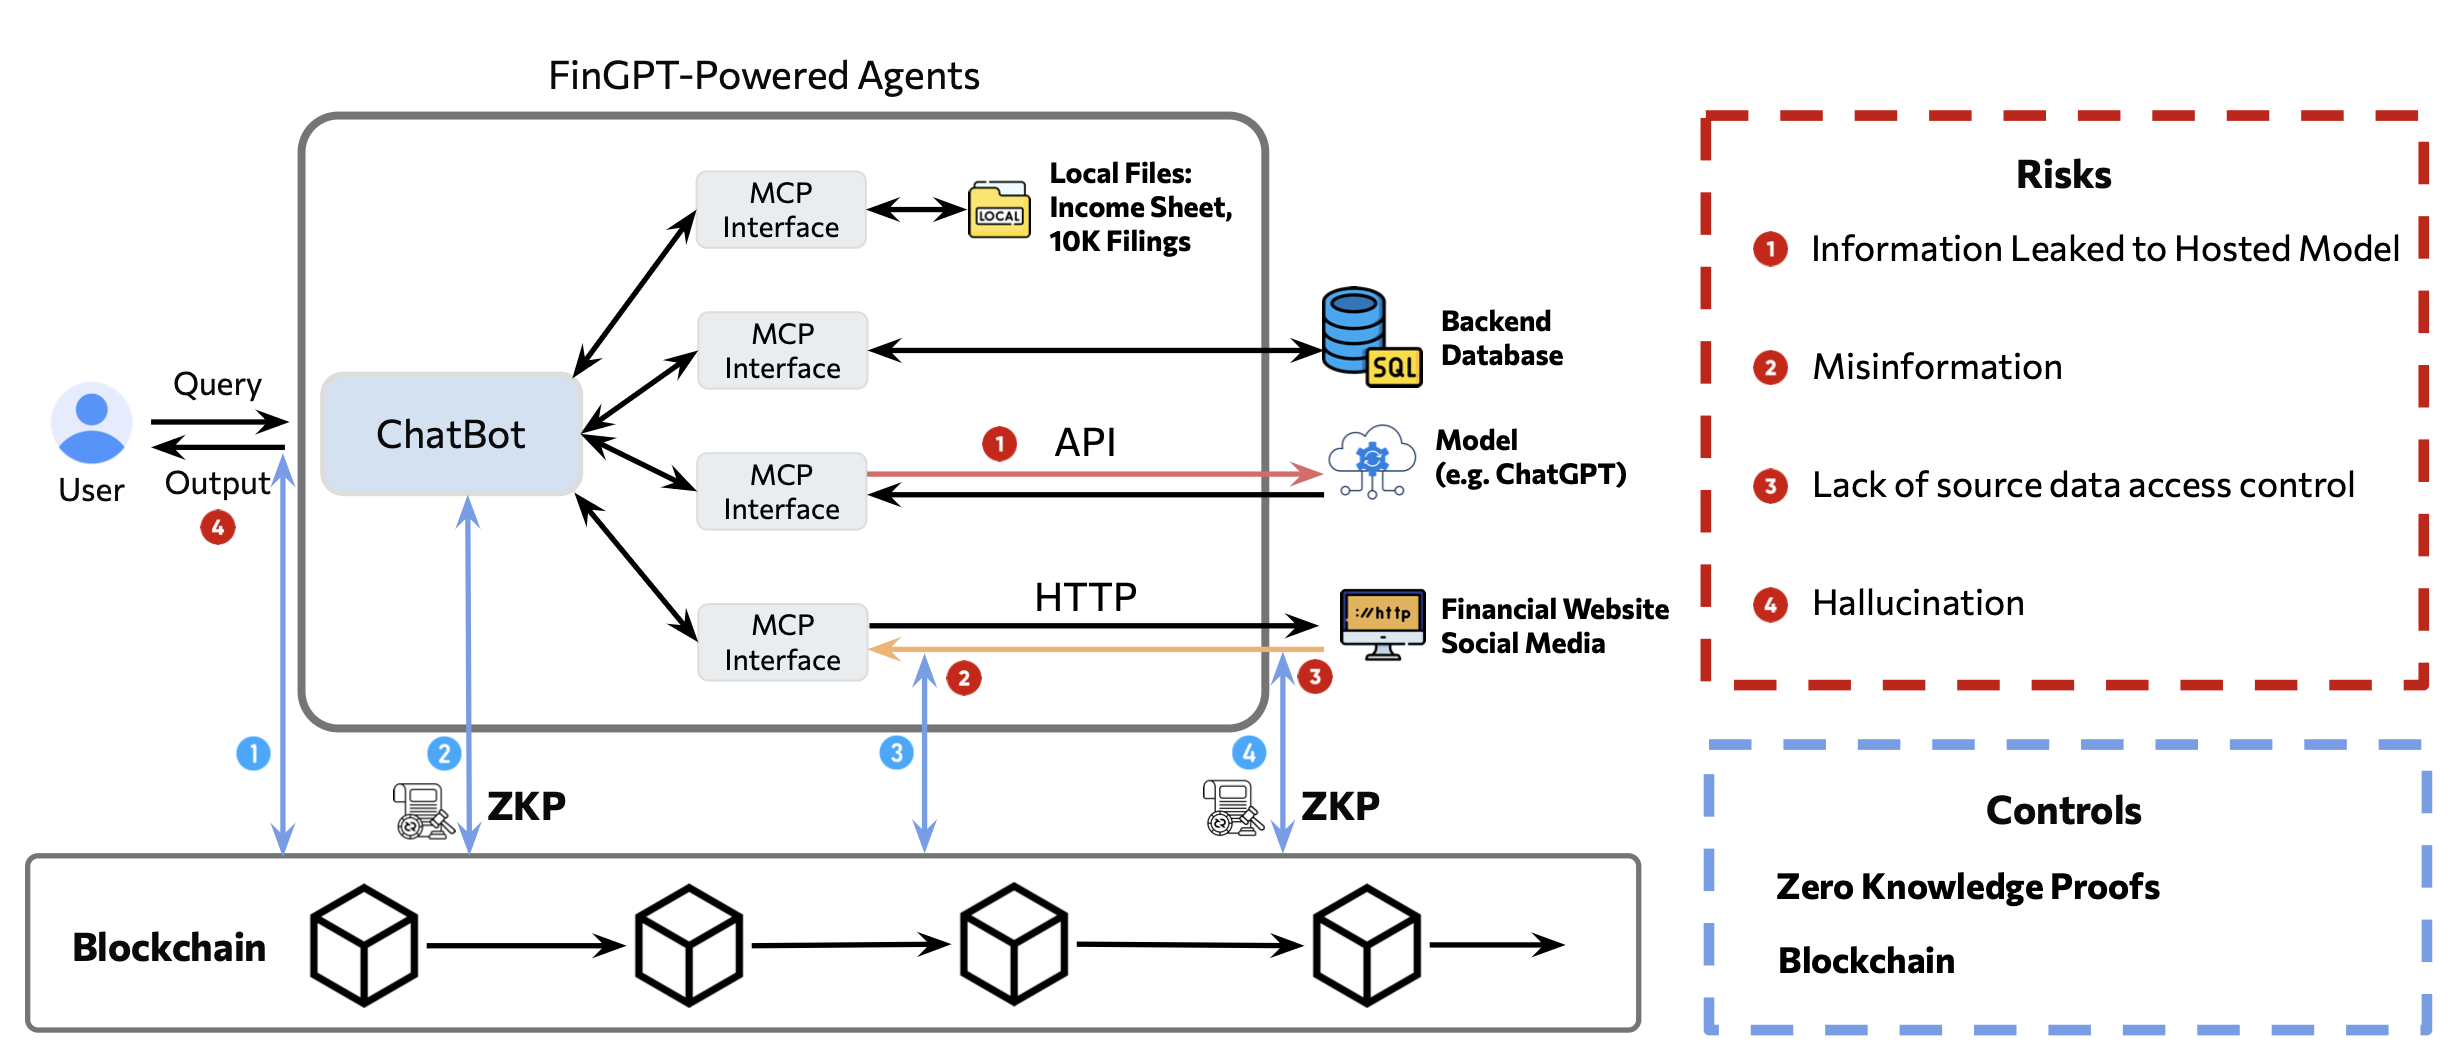 FinGPT-Powered Agents
MCP
Interface
LOCAL
Local Files:
Income Sheet,
10K Filings
MCP
Interface
SQL
Backend
Database
Query
User
Output
4
ChatBot
MCP
Interface
1
API
Model
(e.g. ChatGPT)
MCP
Interface
HTTP
://http
Financial Website
Social Media
2
3
1
2
ZKP
3
4
ZKP
Blockchain
Risks
1 Information Leaked to Hosted Model
2 Misinformation
3 Lack of source data access control
4 Hallucination
Controls
Zero Knowledge Proofs
Blockchain